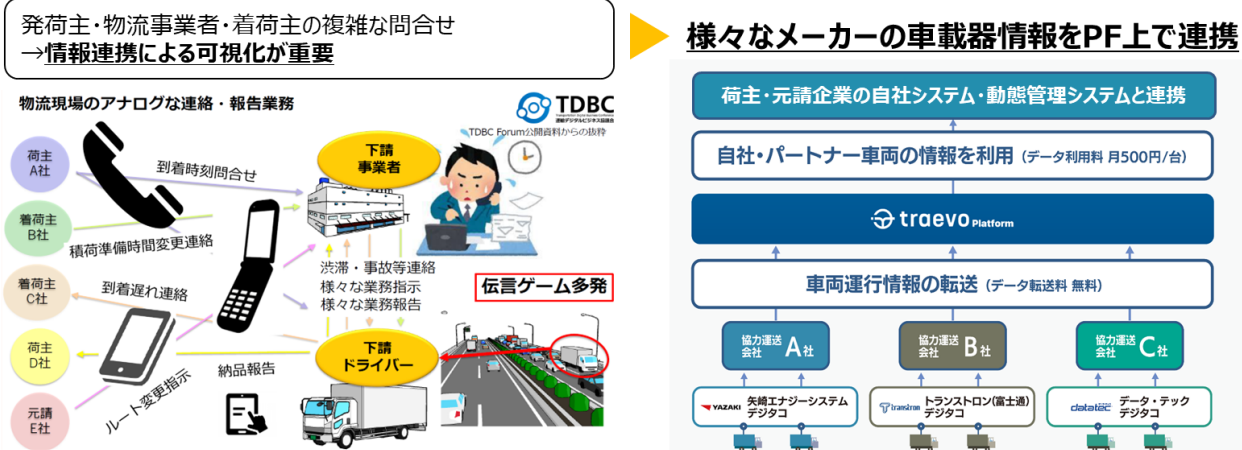 発荷主・物流事業者・着荷主の複雑な問合せ
→情報連携による可視化が重要
物流現場のアナログな連絡・報告業務
TDBC
TDBC Forum公開資料からの抜粋
荷主
A社
着荷主
B社
着荷主
C社
荷主
D社
元請
E社
到着時刻問合せ
積荷準備時間変更連絡
到着遅れ連絡
ルート変更指示
納品報告
下請
事業者
渋滞・事故等連絡
様々な業務指示
様々な業務報告
伝言ゲーム多発
下請
ドライバー
様々なメーカーの車載器情報をPF上で連携
荷主・元請企業の自社システム・動態管理システムと連携
自社・パートナー車両の情報を利用（データ利用料 月500円/台）
traevo Platform
車両運行情報の転送（データ転送料 無料）
協力運送
会社 A社
協力運送
会社 B社
協力運送
会社 C社
YAZAKI 矢崎エナジーシステム
デジタコ
Transtron トランストロン(富士通)
デジタコ
datatec データ・テック
デジタコ